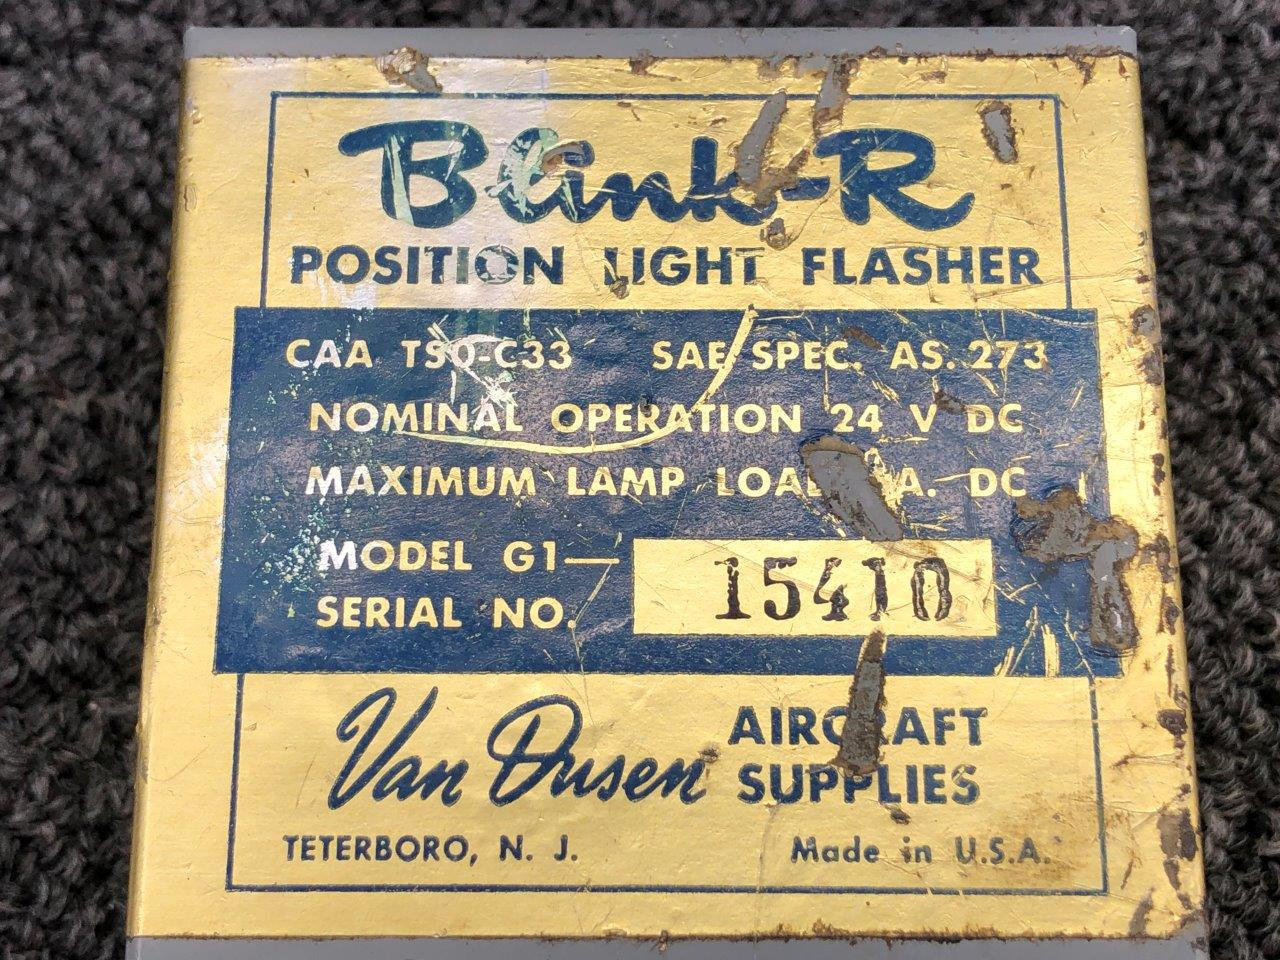 Blink-R
POSITION LIGHT FLASHER
CAA TSO-C33 SAE SPEC. AS. 273
NOMINAL OPERATION 24 V DC
MAXIMUM LAMP LOAD A. DC
MODEL G1—
SERIAL NO. 15410
Van Dusen AIRCRAFT
SUPPLIES
TETERBORO, N. J. Made in U.S.A.